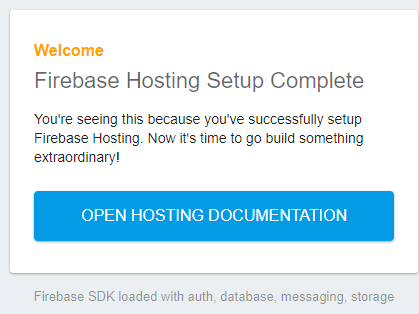 Welcome
Firebase Hosting Setup Complete
You're seeing this because you've successfully setup
Firebase Hosting. Now it's time to go build something
extraordinary!
OPEN HOSTING DOCUMENTATION
Firebase SDK loaded with auth, database, messaging, storage